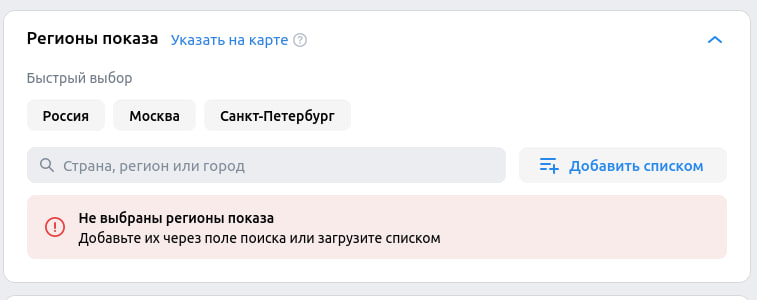 Регионы показа Указать на карте ?
Быстрый выбор
Россия Москва Санкт-Петербург
Страна, регион или город Добавить списком
Не выбраны регионы показа
Добавьте их через поле поиска или загрузите списком